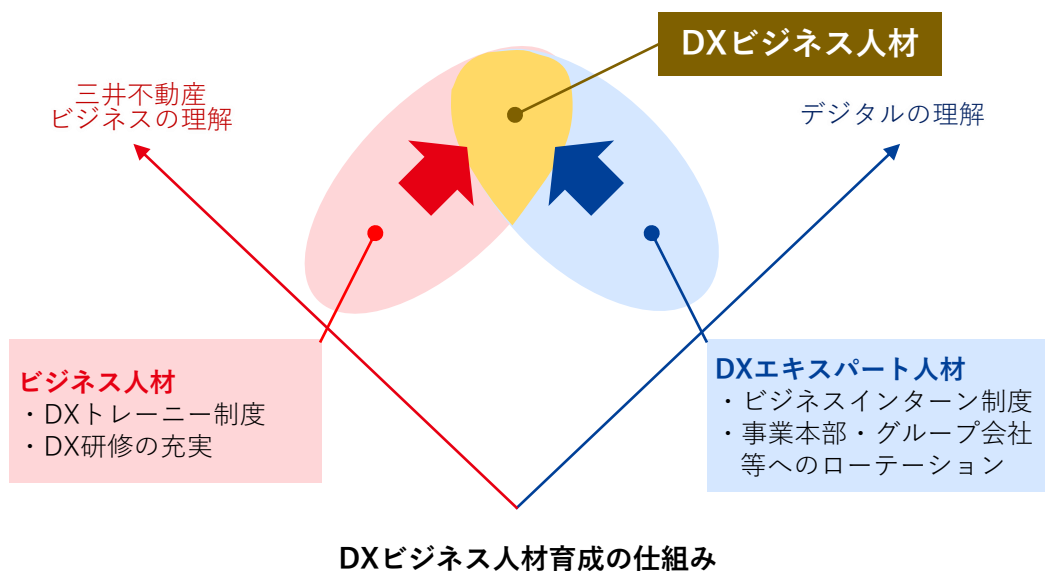 DXビジネス人材
三井不動産
ビジネスの理解
デジタルの理解
ビジネス人材
・DXトレーニー制度
・DX研修の充実
DXエキスパート人材
・ビジネスインターン制度
・事業本部・グループ会社
等へのローテーション
DXビジネス人材育成の仕組み